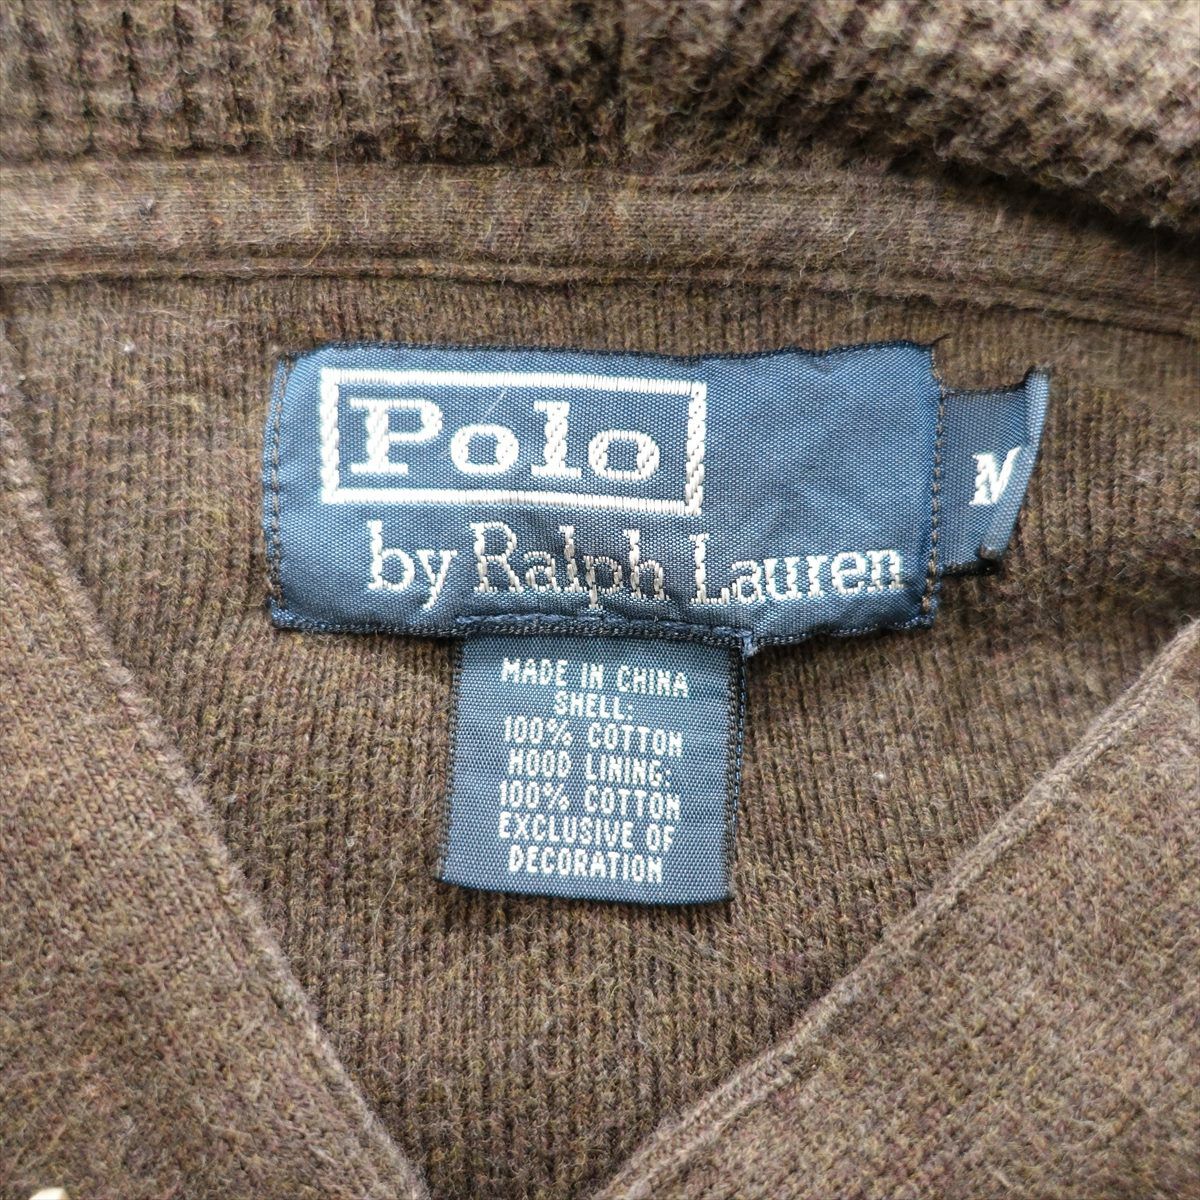 Polo
by Ralph Lauren
M
MADE IN CHINA
SHELL:
100% COTTON
HOOD LINING:
100% COTTON
EXCLUSIVE OF
DECORATION